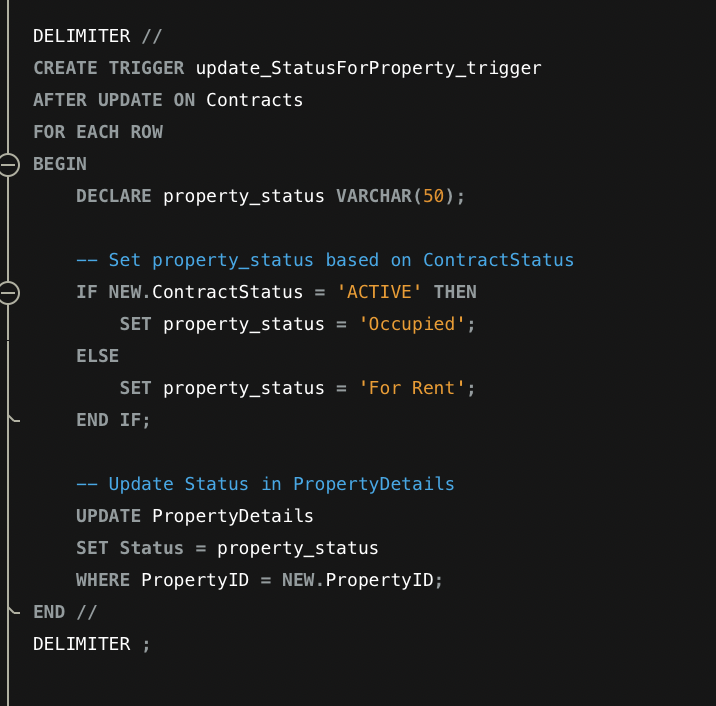 DELIMITER //
CREATE TRIGGER update_StatusForProperty_trigger
AFTER UPDATE ON Contracts
FOR EACH ROW
BEGIN
    DECLARE property_status VARCHAR(50);
    -- Set property_status based on ContractStatus
    IF NEW.ContractStatus = 'ACTIVE' THEN
        SET property_status = 'Occupied';
    ELSE
        SET property_status = 'For Rent';
    END IF;
    -- Update Status in PropertyDetails
    UPDATE PropertyDetails
    SET Status = property_status
    WHERE PropertyID = NEW.PropertyID;
END //
DELIMITER ;